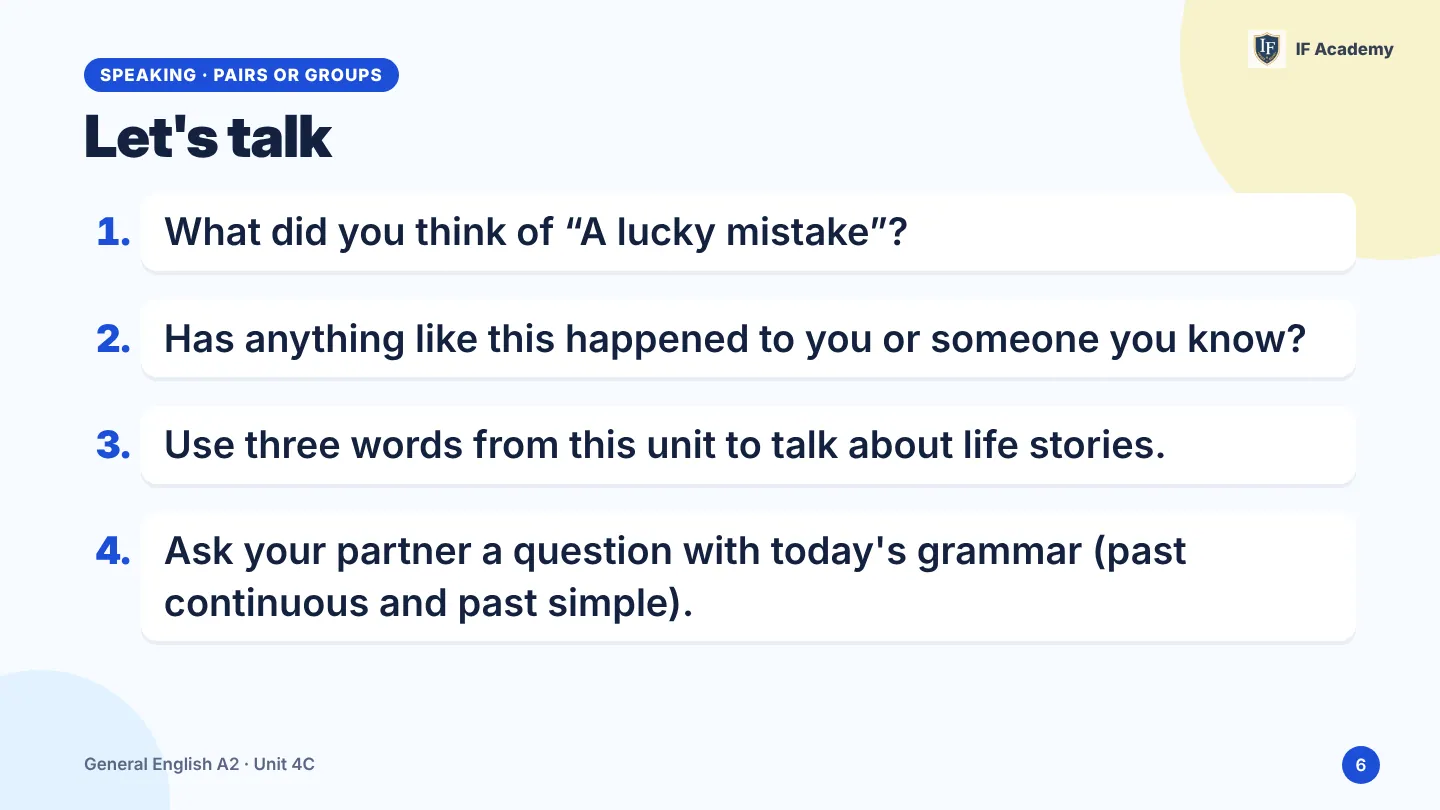 IF
IF Academy
SPEAKING · PAIRS OR GROUPS
Let's talk
1. What did you think of “A lucky mistake”?
2. Has anything like this happened to you or someone you know?
3. Use three words from this unit to talk about life stories.
4. Ask your partner a question with today's grammar (past
continuous and past simple).
General English A2 · Unit 4C
6